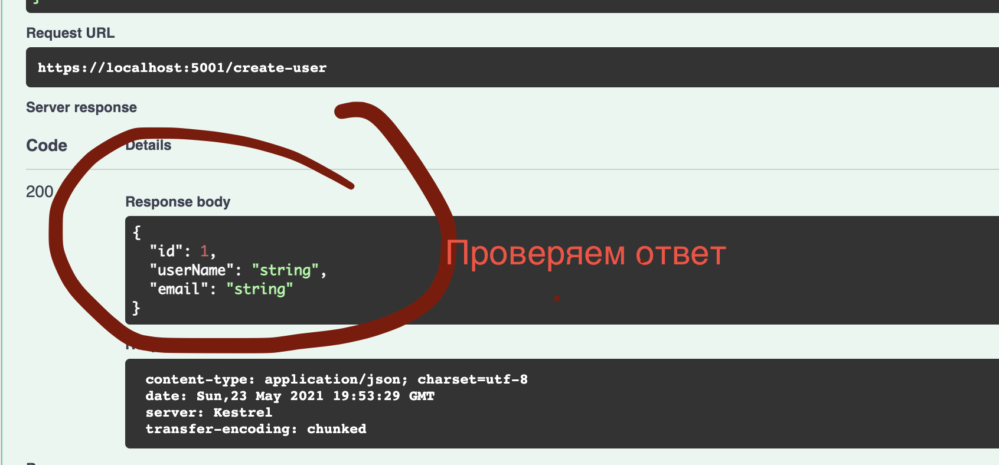 }
Request URL
https://localhost:5001/create-user
Server response
Code Details
200
Response body
{
"id": 1,
"userName": "string",
"email": "string"
}
Проверяем ответ
content-type: application/json; charset=utf-8
date: Sun,23 May 2021 19:53:29 GMT
server: Kestrel
transfer-encoding: chunked